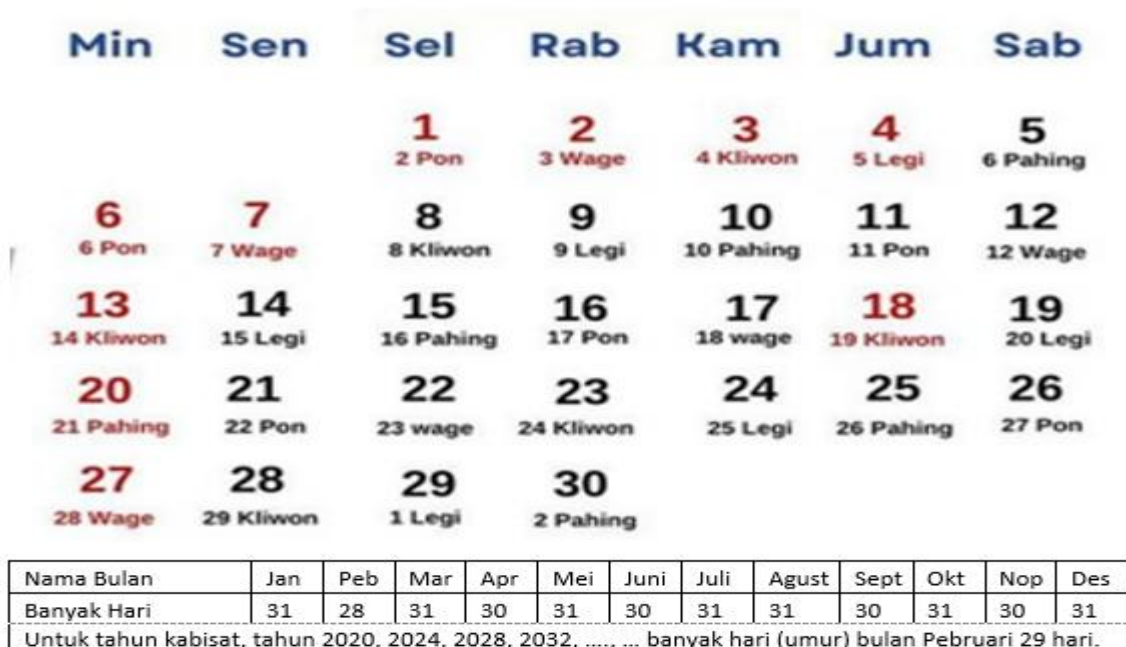 Min Sen Sel Rab Kam Jum Sab
1 2 3 4 5
2 Pon 3 Wage 4 Kliwon 5 Legi 6 Pahing
6 7 8 9 10 11 12
6 Pon 7 Wage 8 Kliwon 9 Legi 10 Pahing 11 Pon 12 Wage
13 14 15 16 17 18 19
14 Kliwon 15 Legi 16 Pahing 17 Pon 18 wage 19 Kliwon 20 Legi
20 21 22 23 24 25 26
21 Pahing 22 Pon 23 wage 24 Kliwon 25 Legi 26 Pahing 27 Pon
27 28 29 30
28 Wage 29 Kliwon 1 Legi 2 Pahing
Nama Bulan Jan Peb Mar Apr Mei Juni Juli Agust Sept Okt Nop Des
Banyak Hari 31 28 31 30 31 30 31 31 30 31 30 31
Untuk tahun kabisat, tahun 2020, 2024, 2028, 2032, ...., ... banyak hari (umur) bulan Pebruari 29 hari.